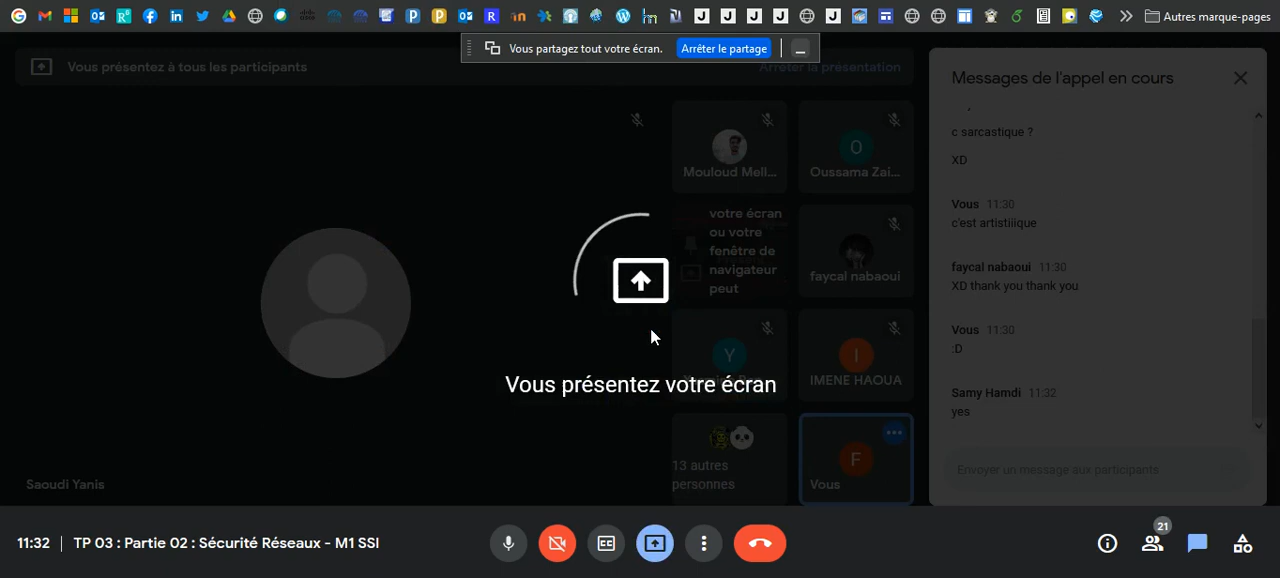 Autres marque-pages
Vous partagez tout votre écran.
Arrêter le partage
Vous présentez à tous les participants
Arrêter la présentation
Messages de l'appel en cours
c sarcastique ?
XD
Vous 11:30
c'est artistiiique
faycal nabaoui 11:30
XD thank you thank you
Vous 11:30
:D
Samy Hamdi 11:32
yes
Envoyer un message aux participants
Mouloud Mell...
O
Oussama Zai...
votre écran
ou votre
fenêtre de
navigateur
peut
faycal nabaoui
Y
I
IMENE HAOUA
13 autres
personnes
F
Vous
Vous présentez votre écran
Saoudi Yanis
11:32 | TP 03 : Partie 02 : Sécurité Réseaux - M1 SSI
21